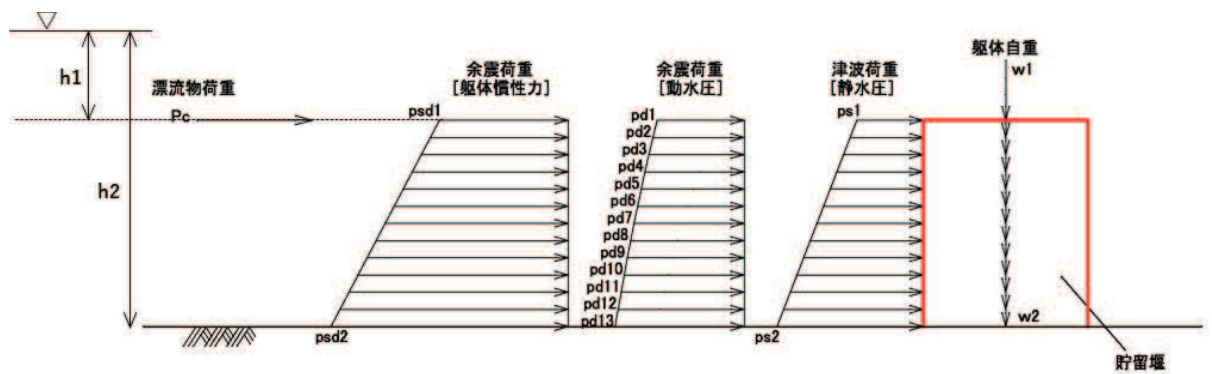 h1
h2
漂流物荷重
Pc
余震荷重
[躯体慣性力]
psd1
psd2
余震荷重
[動水圧]
pd1
pd2
pd3
pd4
pd5
pd6
pd7
pd8
pd9
pd10
pd11
pd12
pd13
津波荷重
[静水圧]
ps1
ps2
躯体自重
w1
w2
貯留堰